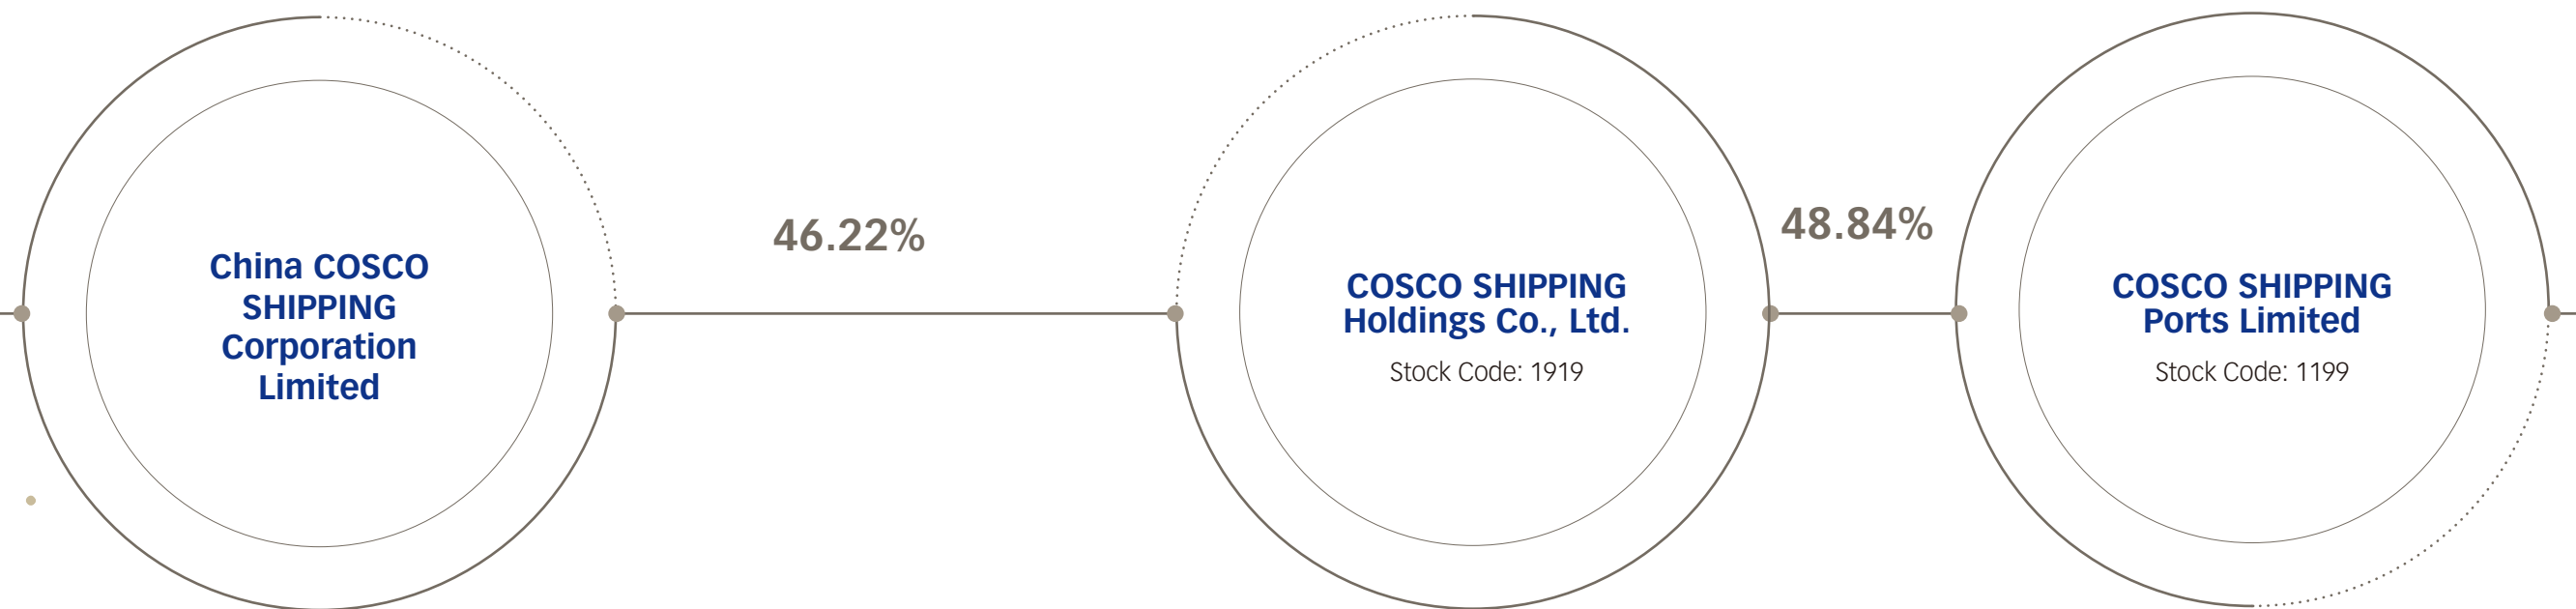 China COSCO
SHIPPING
Corporation
Limited
46.22%
COSCO SHIPPING
Holdings Co., Ltd.
Stock Code: 1919
48.84%
COSCO SHIPPING
Ports Limited
Stock Code: 1199